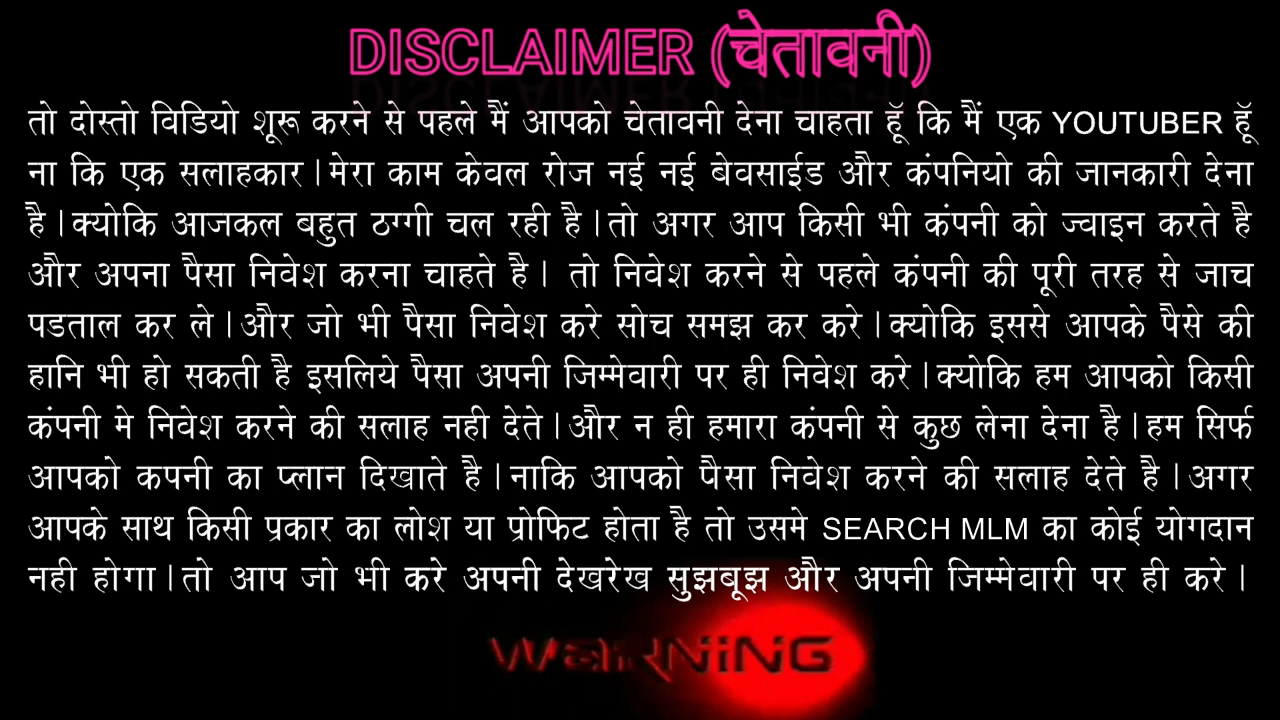 DISCLAIMER (चेतावनी)
तो दोस्तो विडियो शूरू करने से पहले मैं आपको चेतावनी देना चाहता हूॅ कि मैं एक YOUTUBER हूॅ
ना कि एक सलाहकार।मेरा काम केवल रोज नई नई बेवसाईड और कंपनियो की जानकारी देना
है।क्योकि आजकल बहुत ठग्गी चल रही है।तो अगर आप किसी भी कंपनी को ज्वाइन करते है
और अपना पैसा निवेश करना चाहते है। तो निवेश करने से पहले कंपनी की पूरी तरह से जाच
पडताल कर ले।और जो भी पैसा निवेश करे सोच समझ कर करे।क्योकि इससे आपके पैसे की
हानि भी हो सकती है इसलिये पैसा अपनी जिम्मेवारी पर ही निवेश करे।क्योकि हम आपको किसी
कंपनी मे निवेश करने की सलाह नही देते।और न ही हमारा कंपनी से कुछ लेना देना है।हम सिर्फ
आपको कपनी का प्लान दिखाते है।नाकि आपको पैसा निवेश करने की सलाह देते है।अगर
आपके साथ किसी प्रकार का लोश या प्रोफिट होता है तो उसमे SEARCH MLM का कोई योगदान
नही होगा।तो आप जो भी करे अपनी देखरेख सुझबूझ और अपनी जिम्मेवारी पर ही करे।
WARNiNG